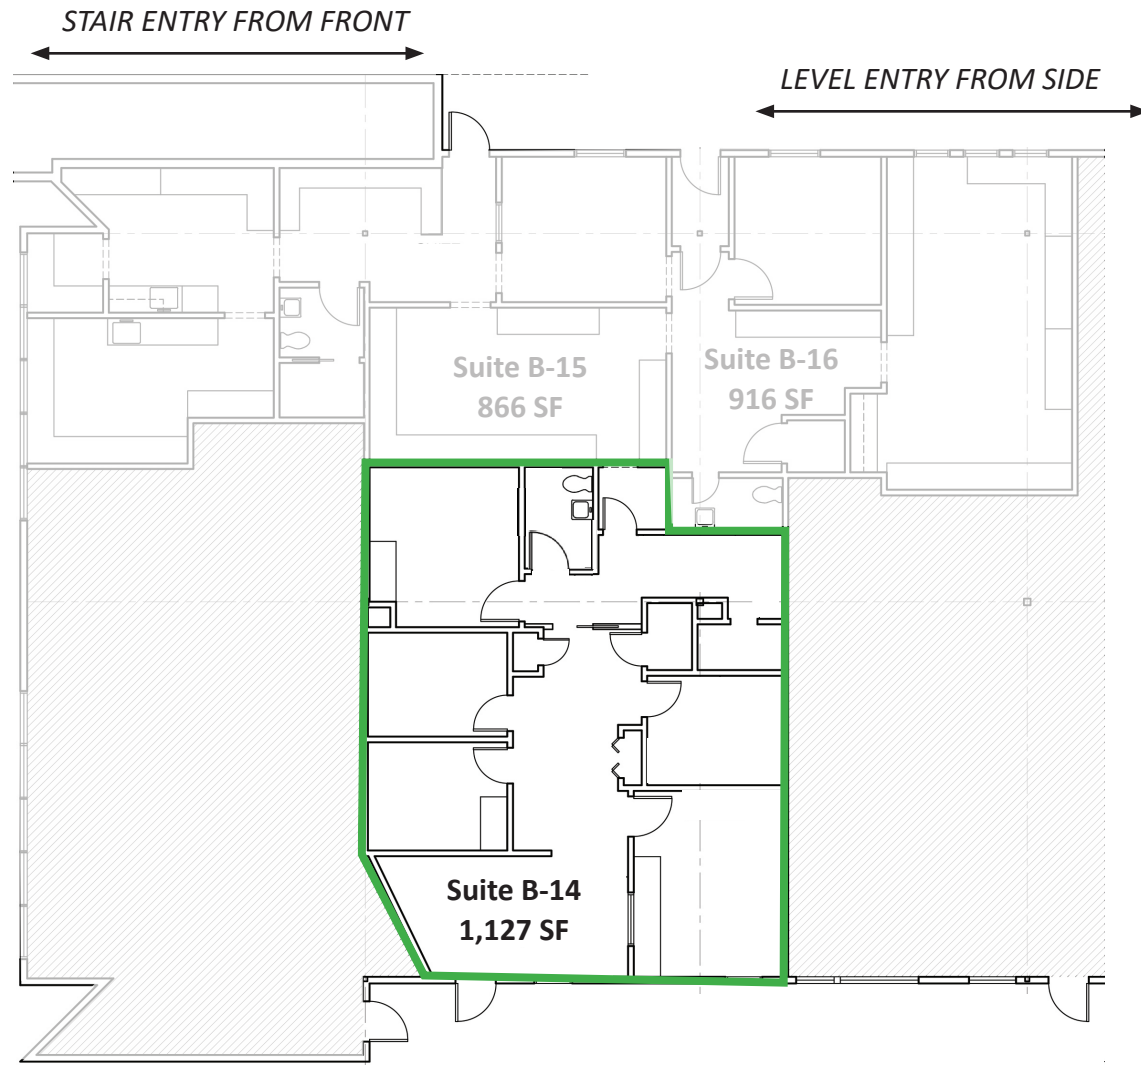 STAIR ENTRY FROM FRONT
LEVEL ENTRY FROM SIDE
Suite B-15
866 SF
Suite B-16
916 SF
Suite B-14
1,127 SF